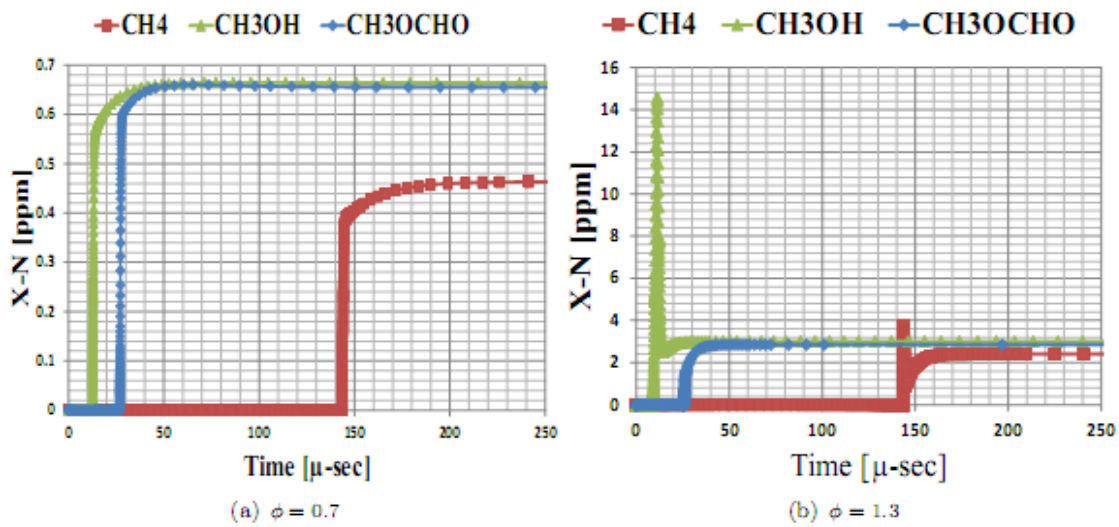 CH4 CH3OH CH3OCHO
0.7
0.6
0.5
0.4
0.3
0.2
0.1
0
X-N [ppm]
0 50 100 150 200 250
Time [μ-sec]
(a) ϕ = 0.7
CH4 CH3OH CH3OCHO
16
14
12
10
8
6
4
2
0
X-N [ppm]
0 50 100 150 200 250
Time [μ-sec]
(b) ϕ = 1.3